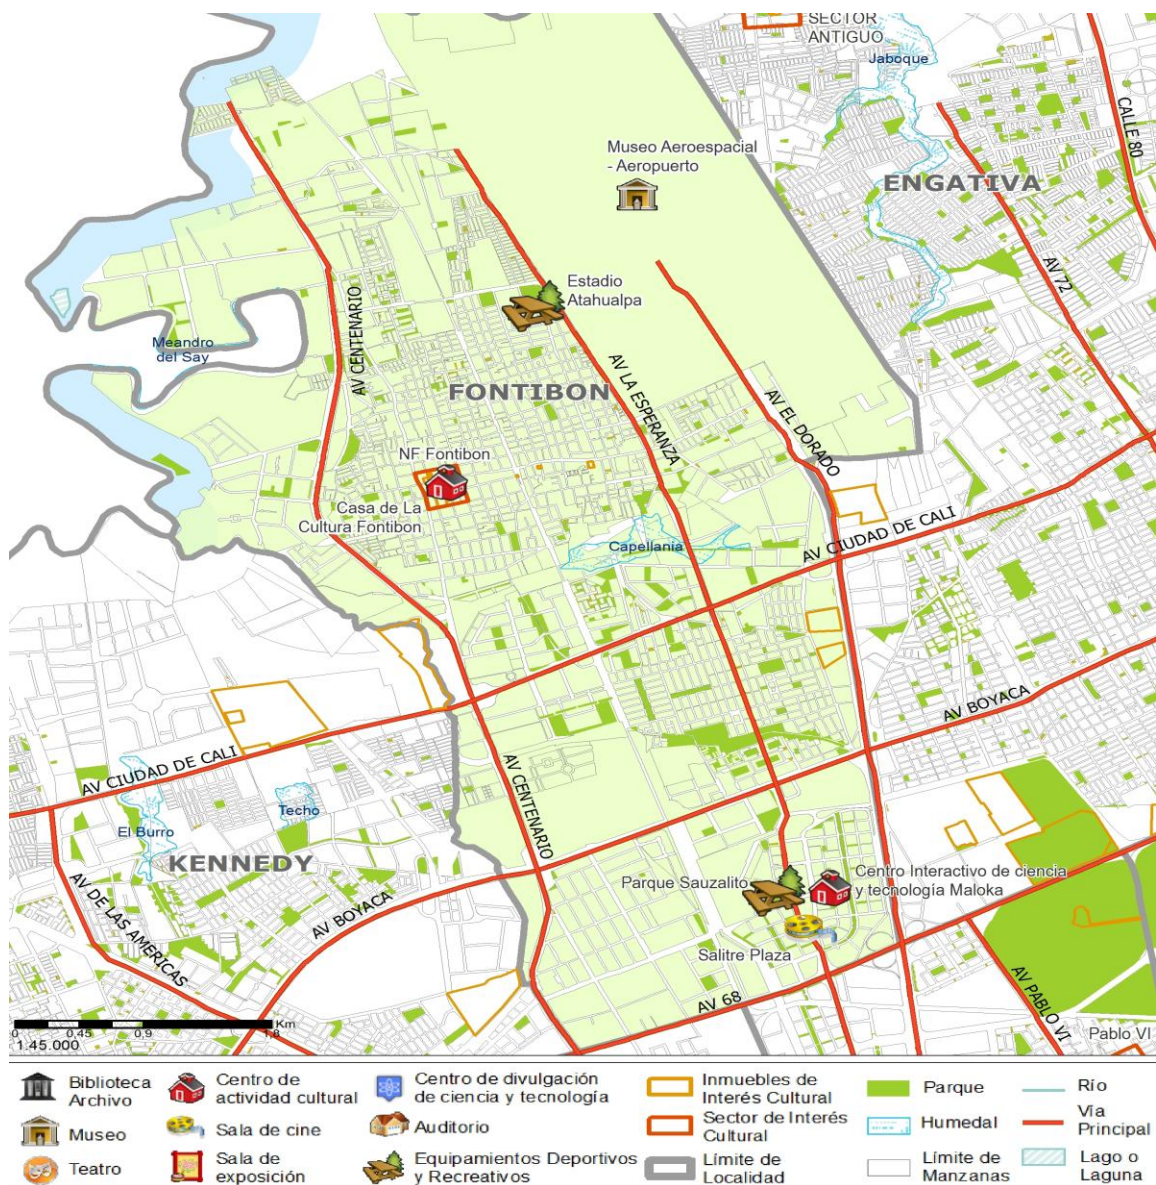 SECTOR
ANTIGUO
Jaboque
CALLE 80
Museo Aeroespacial
- Aeropuerto
ENGATIVA
AV 72
Estadio
Atahualpa
AV CENTENARIO
Meandro
del Say
FONTIBON
AV LA ESPERANZA
AV EL DORADO
NF Fontibon
Casa de La
Cultura Fontibon
Capellania
AV CIUDAD DE CALI
AV BOYACA
AV CIUDAD DE CALI
AV CENTENARIO
Techo
El Burro
KENNEDY
Parque Sauzalito
Centro Interactivo de ciencia
y tecnología Maloka
AV DE LAS AMERICAS
AV BOYACA
Salitre Plaza
AV 68
AV PABLO VI
Pablo VI
Km
0 0,45 0,9 1,8
1:45.000
Biblioteca
Archivo
Museo
Teatro
Centro de
actividad cultural
Sala de cine
Sala de
exposición
Centro de divulgación
de ciencia y tecnología
Auditorio
Equipamientos Deportivos
y Recreativos
Inmuebles de
Interés Cultural
Sector de Interés
Cultural
Límite de
Localidad
Parque
Humedal
Límite de
Manzanas
Río
Vía
Principal
Lago o
Laguna